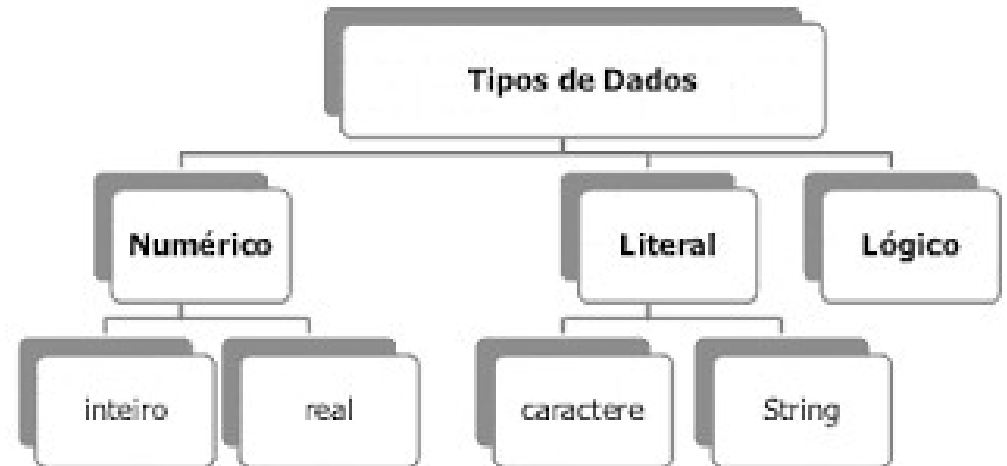 Tipos de Dados
Numérico
Literal
Lógico
inteiro
real
caractere
String